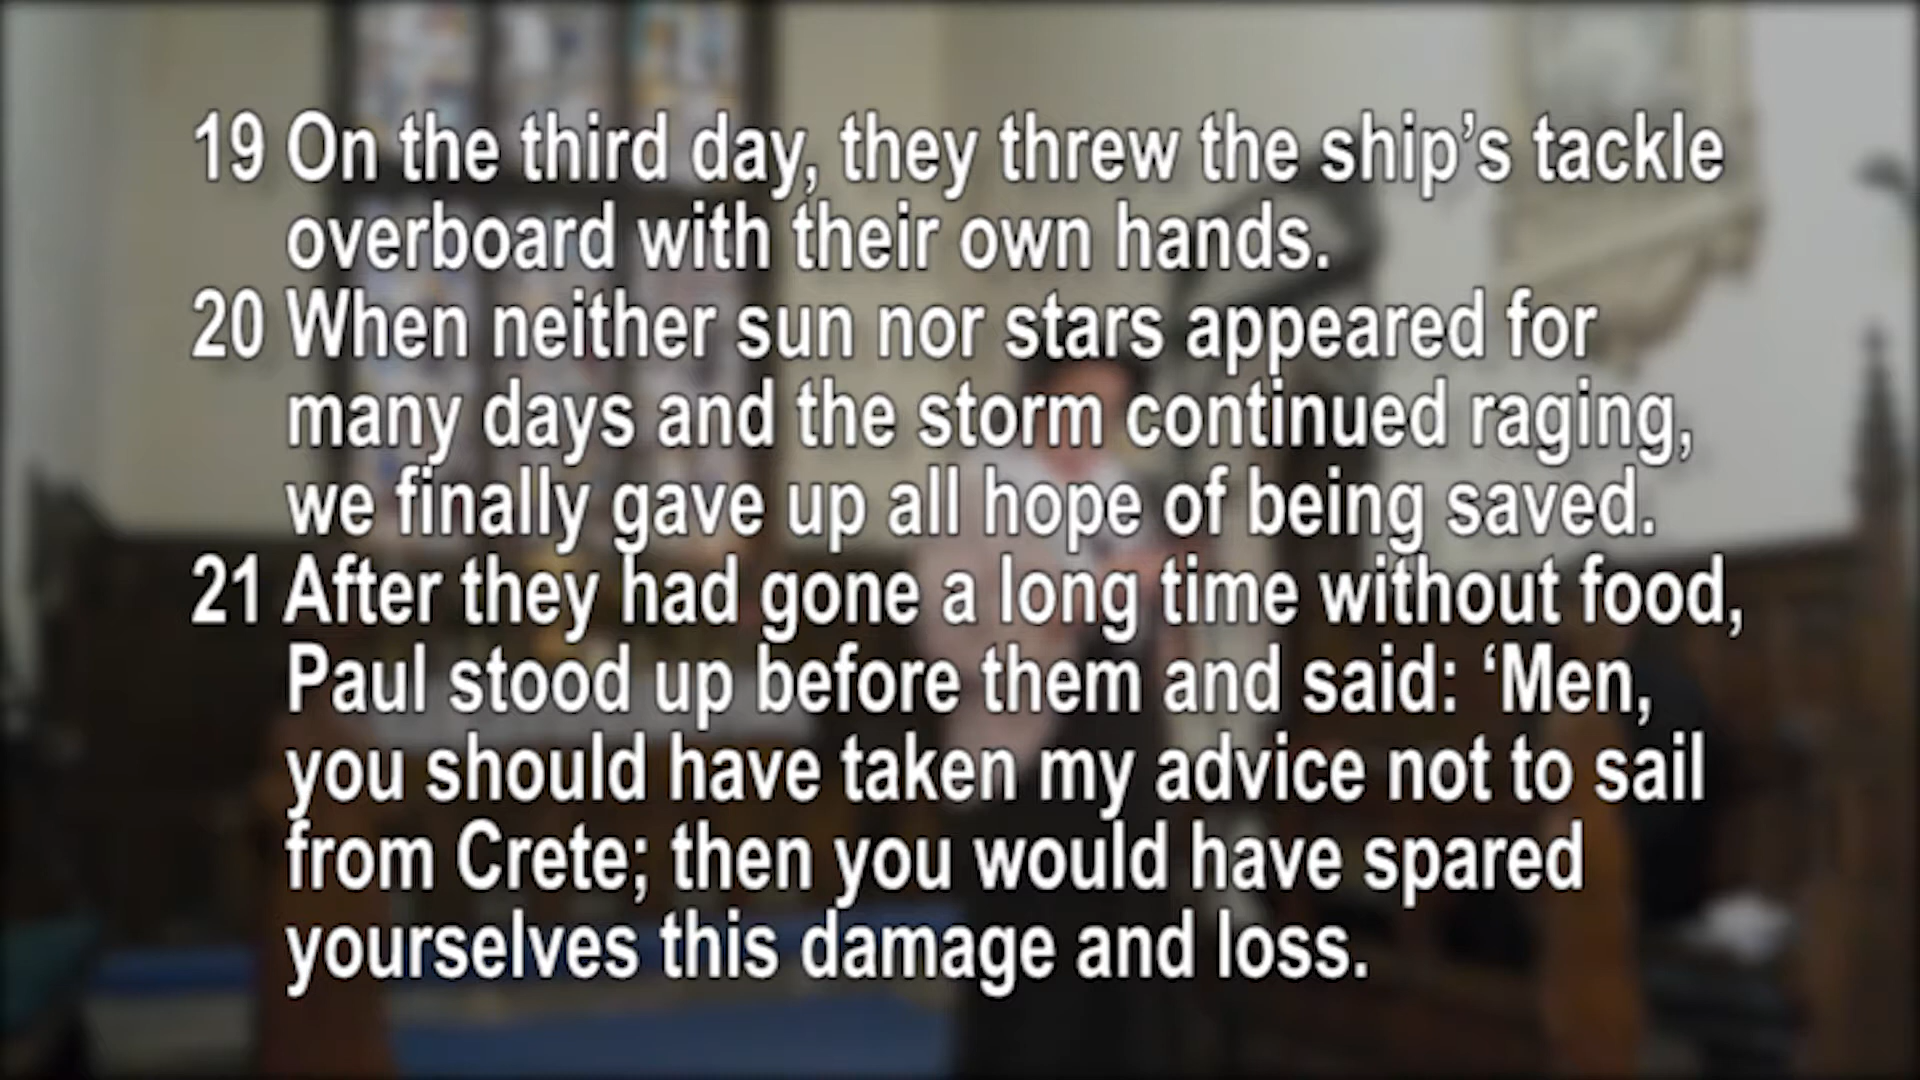 19 On the third day, they threw the ship’s tackle
overboard with their own hands.
20 When neither sun nor stars appeared for
many days and the storm continued raging,
we finally gave up all hope of being saved.
21 After they had gone a long time without food,
Paul stood up before them and said: ‘Men,
you should have taken my advice not to sail
from Crete; then you would have spared
yourselves this damage and loss.